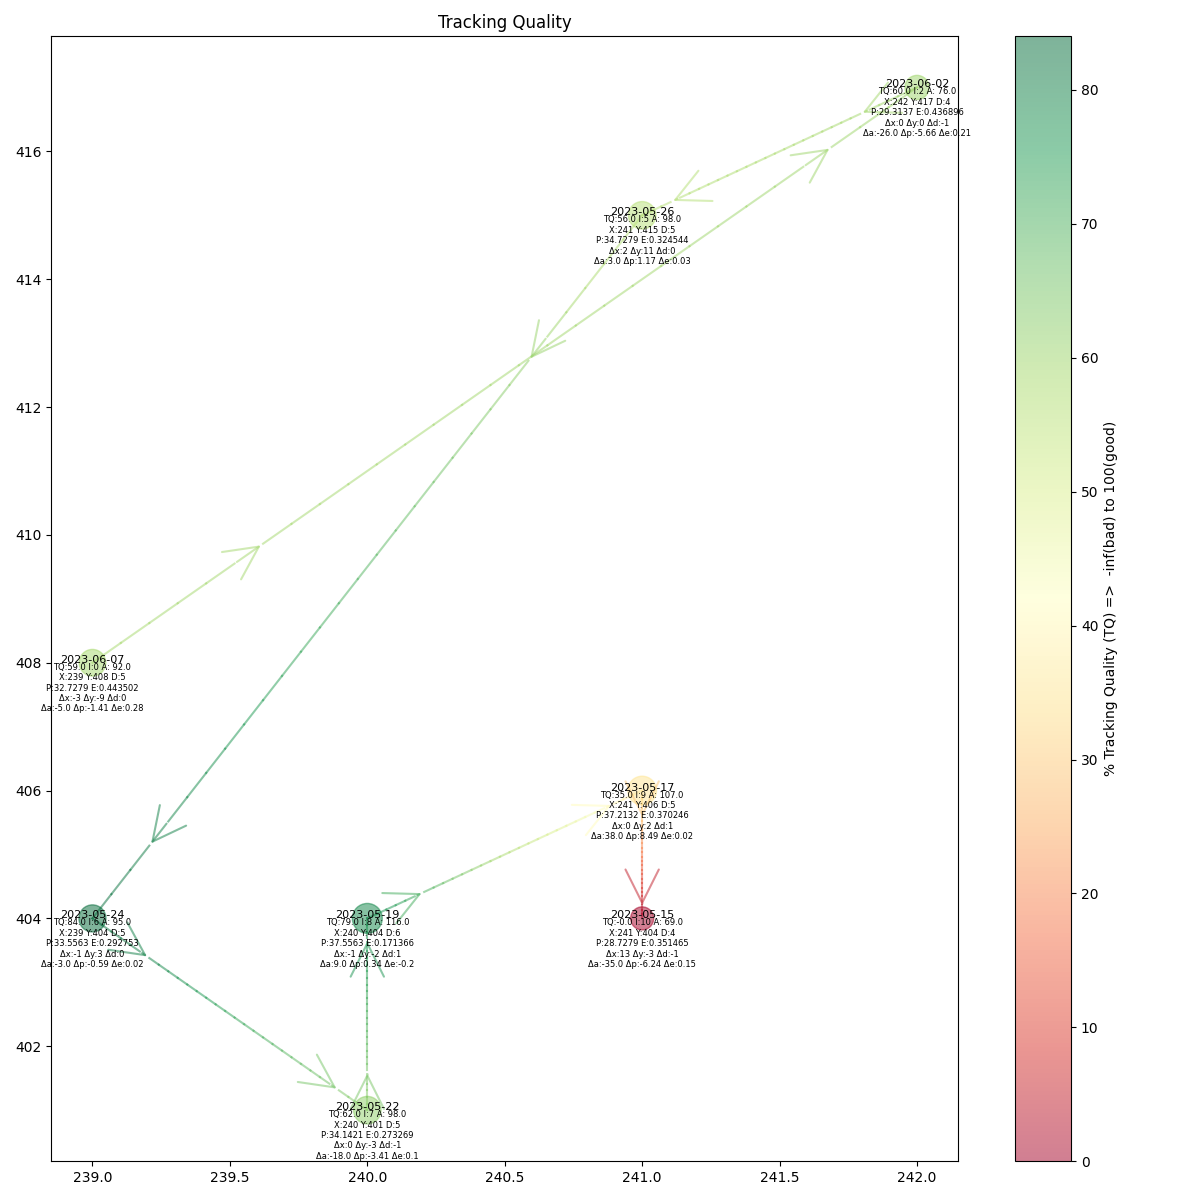 Tracking Quality
2023-06-02
TQ:60.0 I:2 A: 76.0
X:242 Y:417 D:4
P:29.3137 E:0.436896
Δx:0 Δy:0 Δd:-1
Δa:-26.0 Δp:-5.66 Δe:0.21
2023-05-26
TQ:56.0 I:5 A: 98.0
X:241 Y:415 D:5
P:34.7279 E:0.324544
Δx:2 Δy:11 Δd:0
Δa:3.0 Δp:1.17 Δe:0.03
2023-06-07
TQ:59.0 I:0 A: 92.0
X:239 Y:408 D:5
P:32.7279 E:0.443502
Δx:-3 Δy:-9 Δd:0
Δa:-5.0 Δp:-1.41 Δe:0.28
2023-05-17
TQ:35.0 I:9 A: 107.0
X:241 Y:406 D:5
P:37.2132 E:0.370246
Δx:0 Δy:2 Δd:1
Δa:38.0 Δp:8.49 Δe:0.02
2023-05-24
TQ:84.0 I:6 A: 95.0
X:239 Y:404 D:5
P:33.5563 E:0.292753
Δx:-1 Δy:3 Δd:0
Δa:-3.0 Δp:-0.59 Δe:0.02
2023-05-19
TQ:79.0 I:8 A: 116.0
X:240 Y:404 D:6
P:37.5563 E:0.171366
Δx:-1 Δy:-2 Δd:1
Δa:9.0 Δp:0.34 Δe:-0.2
2023-05-15
TQ:-0.0 I:10 A: 69.0
X:241 Y:404 D:4
P:28.7279 E:0.351465
Δx:13 Δy:-3 Δd:-1
Δa:-35.0 Δp:-6.24 Δe:0.15
2023-05-22
TQ:62.0 I:7 A: 98.0
X:240 Y:401 D:5
P:34.1421 E:0.273269
Δx:0 Δy:-3 Δd:-1
Δa:-18.0 Δp:-3.41 Δe:0.1
416
414
412
410
408
406
404
402
239.0 239.5 240.0 240.5 241.0 241.5 242.0
80
70
60
50
40
30
20
10
0
% Tracking Quality (TQ) => -inf(bad) to 100(good)